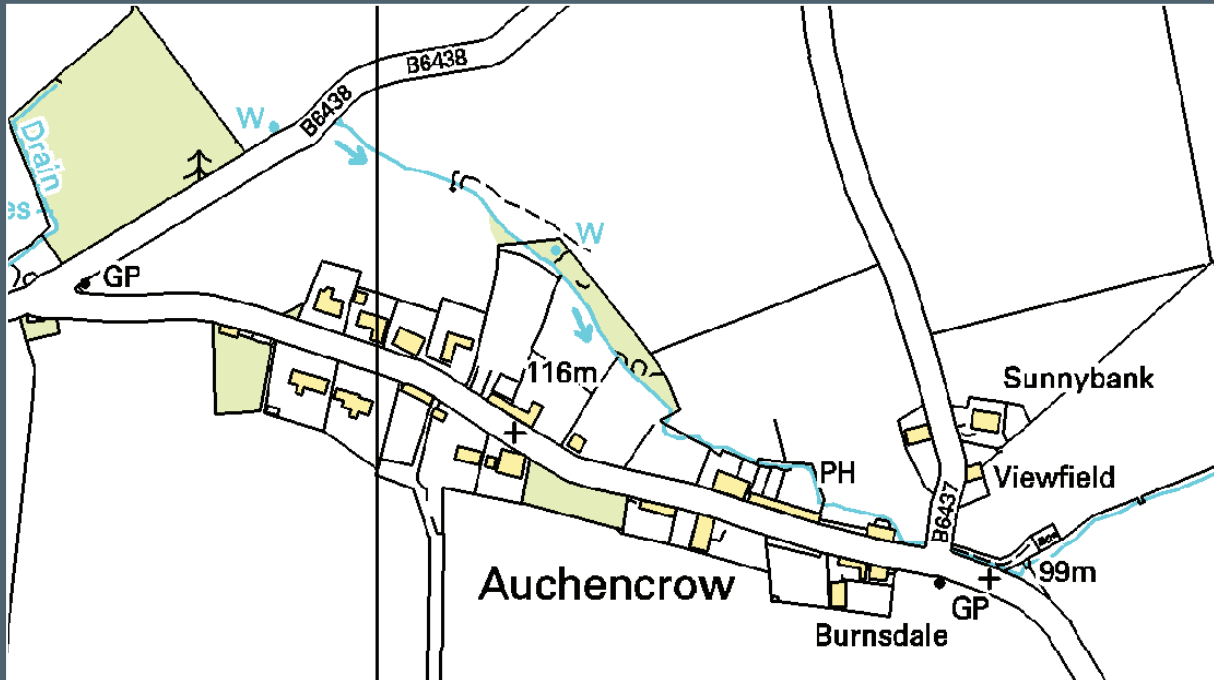 B6438
B6438
W
Drain
es
W
GP
116m
Sunnybank
PH
Viewfield
B6437
Auchencrow
99m
GP
Burnsdale